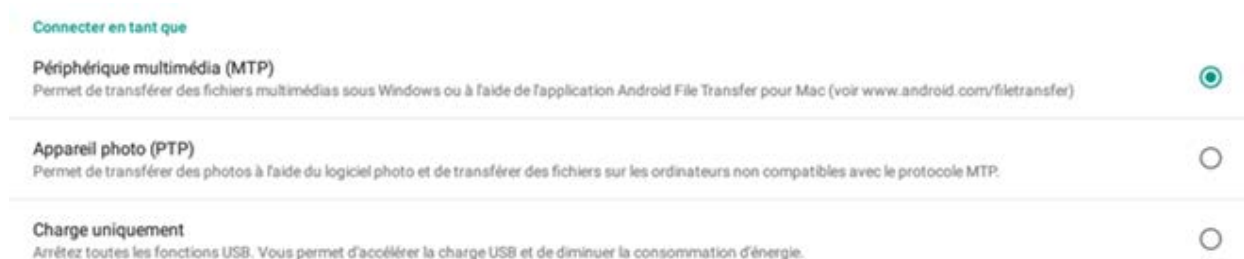 Connecter en tant que
Périphérique multimédia (MTP)
Permet de transférer des fichiers multimédias sous Windows ou à l'aide de l'application Android File Transfer pour Mac (voir www.android.com/filetransfer)
Appareil photo (PTP)
Permet de transférer des photos à l'aide du logiciel photo et de transférer des fichiers sur les ordinateurs non compatibles avec le protocole MTP.
Charge uniquement
Arrêtez toutes les fonctions USB. Vous permet d'accélérer la charge USB et de diminuer la consommation d'énergie.